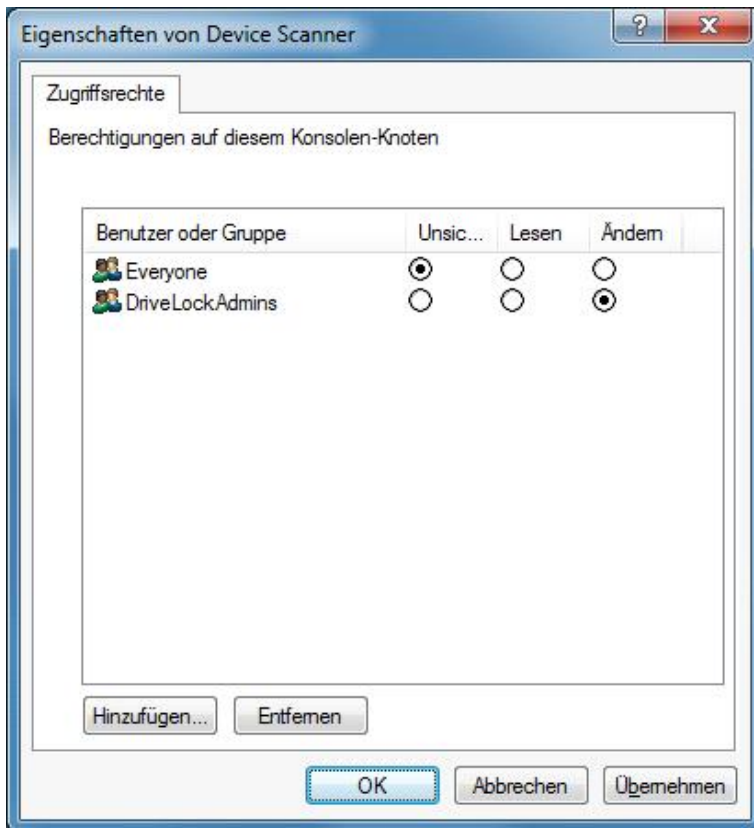 Eigenschaften von Device Scanner
?
X
Zugriffsrechte
Berechtigungen auf diesem Konsolen-Knoten
Benutzer oder Gruppe Unsic... Lesen Ändern
Everyone
DriveLockAdmins
Hinzufügen... Entfernen
OK Abbrechen Übernehmen